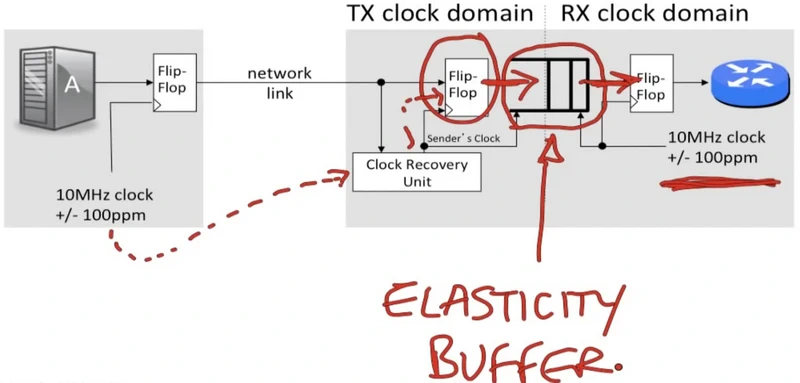 TX clock domain
RX clock domain
A
Flip-
Flop
network
link
Flip-
Flop
Flip-
Flop
Sender's Clock
Clock Recovery
Unit
10MHz clock
+/- 100ppm
10MHz clock
+/- 100ppm
ELASTICITY
BUFFER.